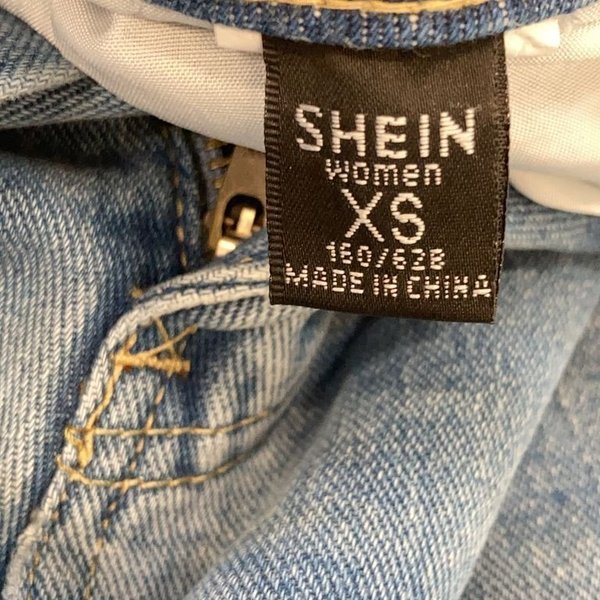 SHEIN
women
XS
160/62B
MADE IN CHINA